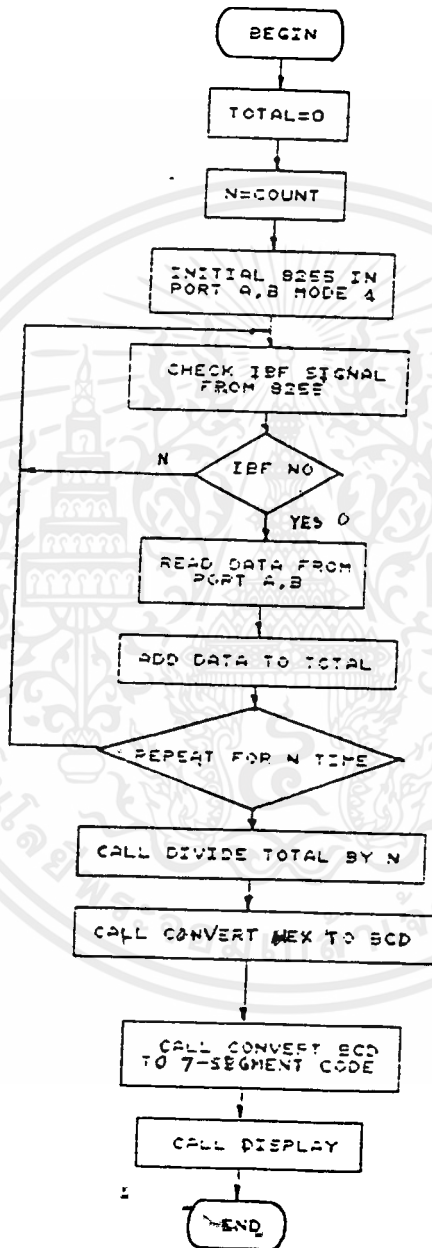 BEGIN
TOTAL=0
N=COUNT
INITIAL 8255 IN
PORT A,B MODE 4
CHECK IBF SIGNAL
FROM 8255
N
IBF NO
YES 0
READ DATA FROM
PORT A,B
ADD DATA TO TOTAL
REPEAT FOR N TIME
CALL DIVIDE TOTAL BY N
CALL CONVERT HEX TO BCD
CALL CONVERT BCD
TO 7-SEGMENT CODE
CALL DISPLAY
END